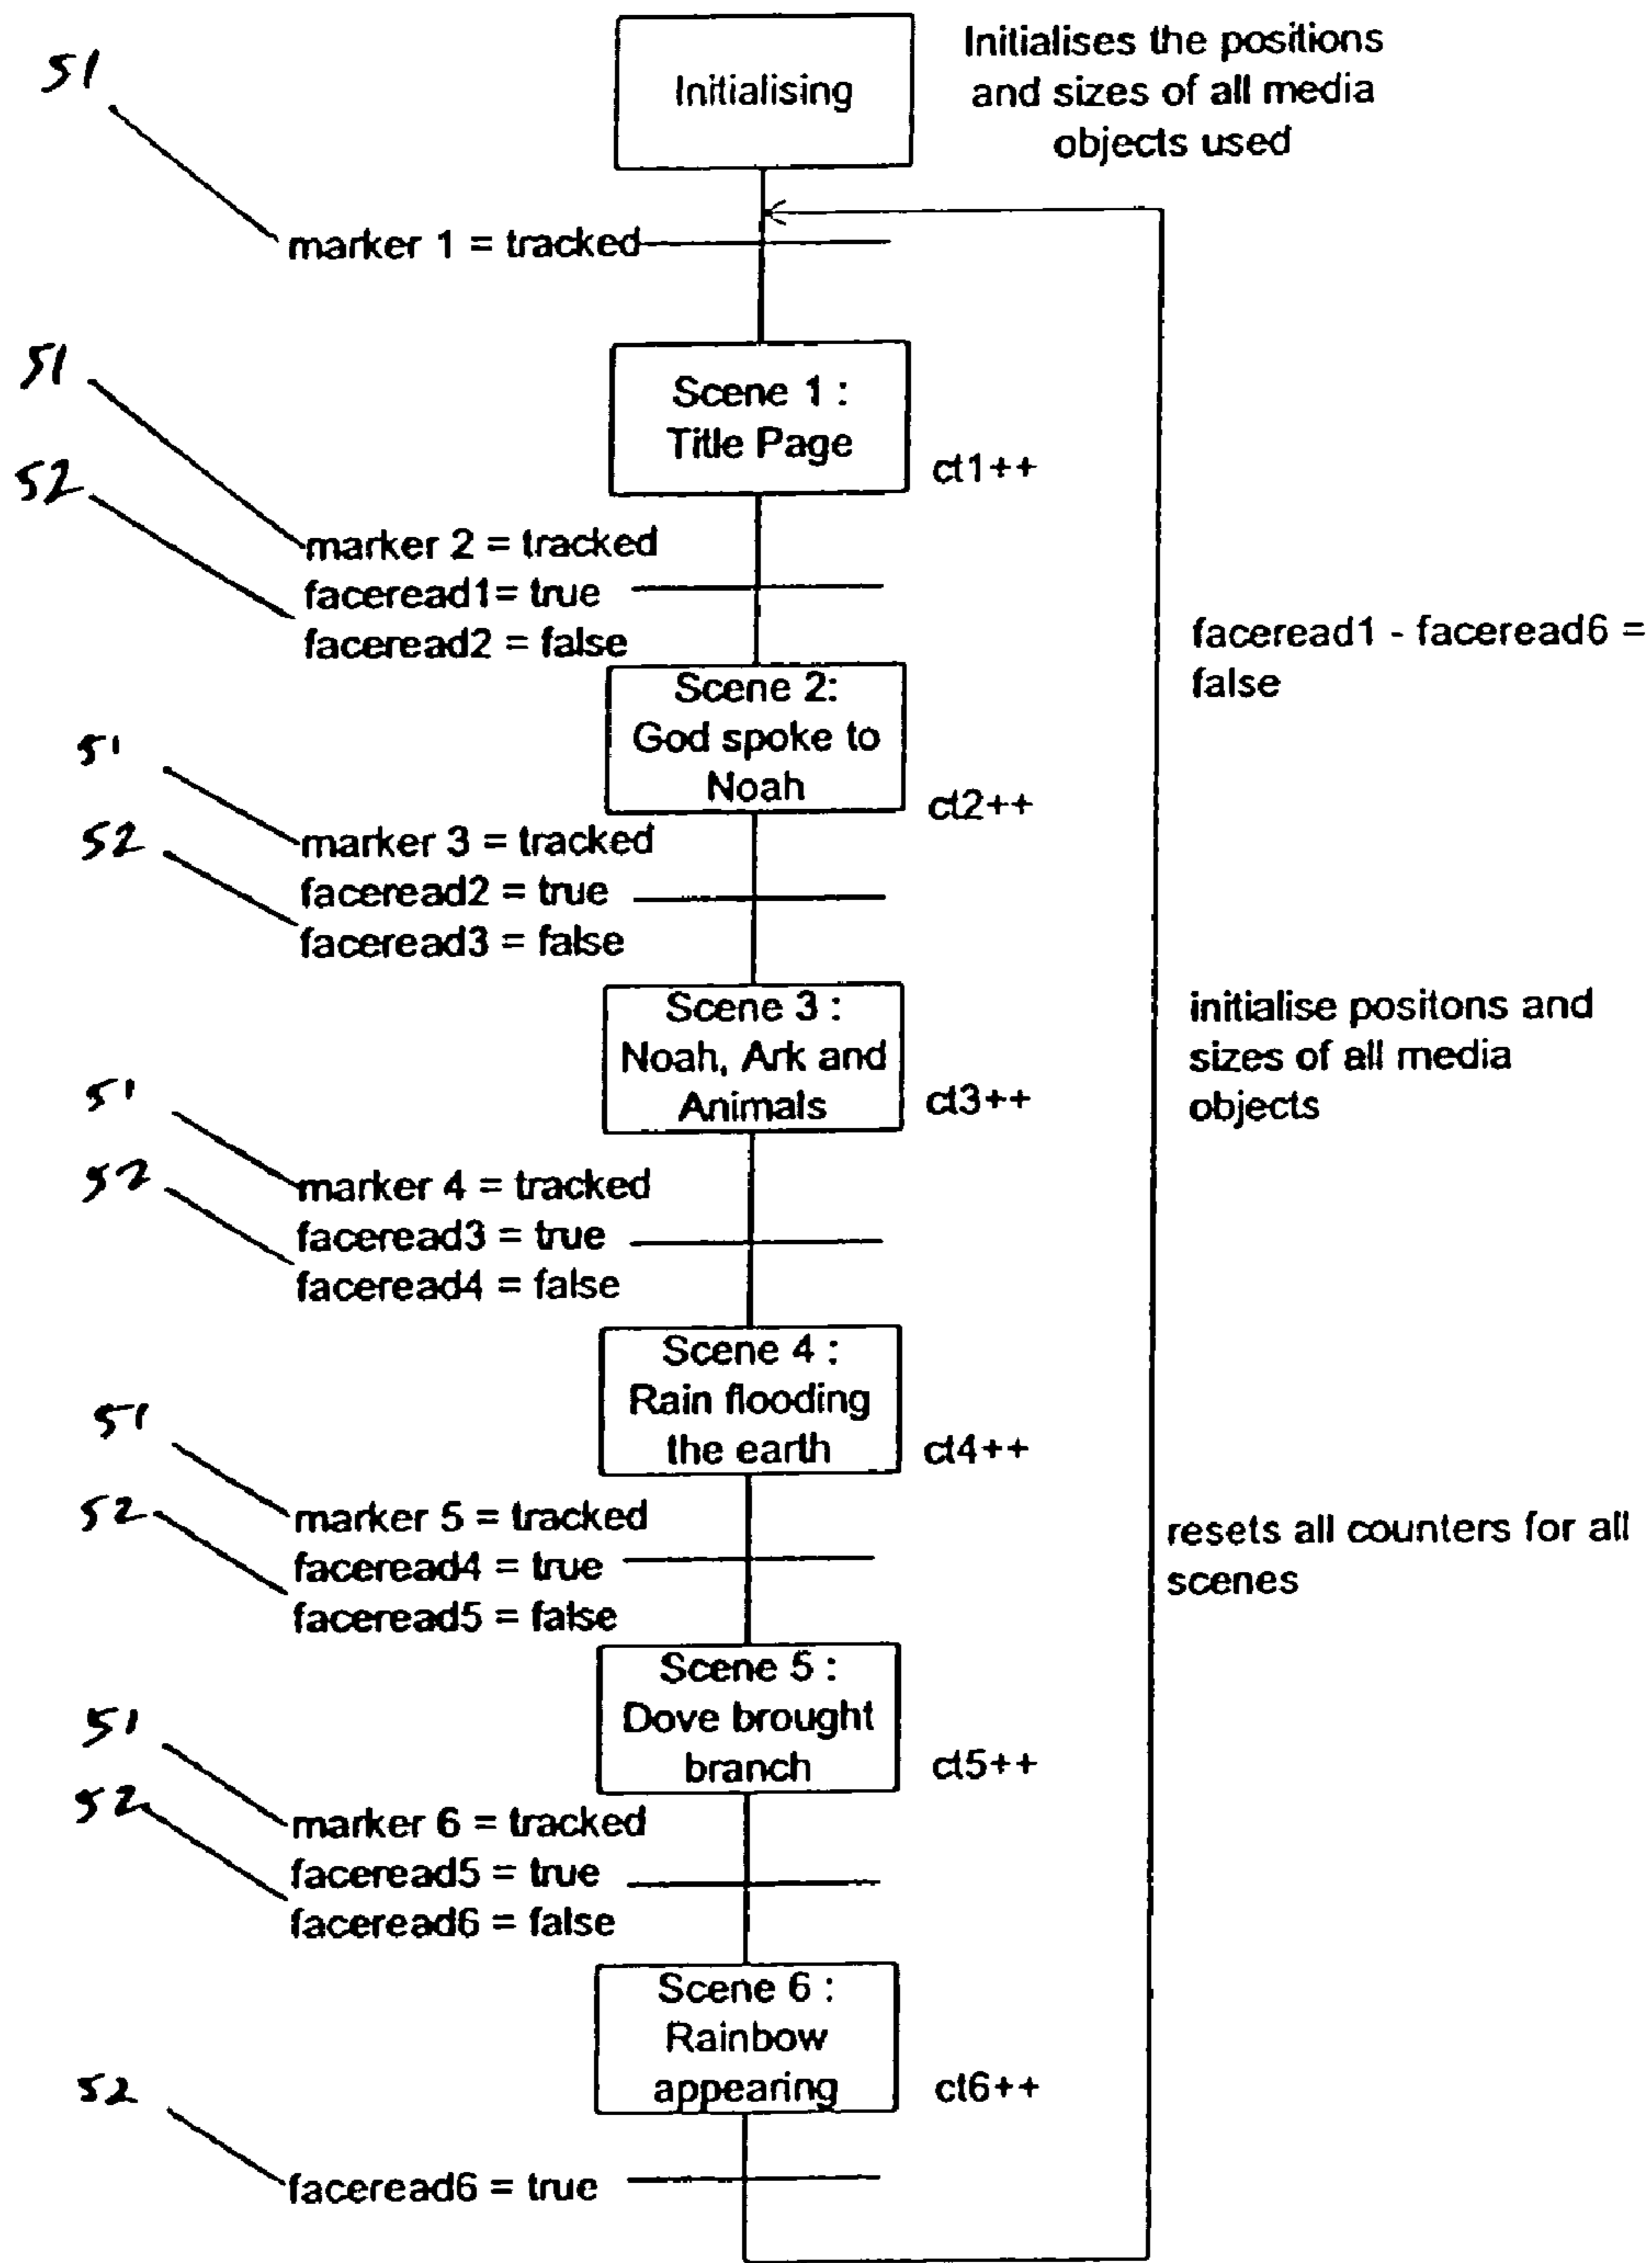 Initialising
Initialises the positions
and sizes of all media
objects used
51
marker 1 = tracked
Scene 1 :
Title Page
ct1++
51
52
marker 2 = tracked
faceread1= true
faceread2 = false
faceread1 - faceread6 =
false
Scene 2:
God spoke to
Noah
ct2++
51
52
marker 3 = tracked
faceread2 = true
faceread3 = false
Scene 3 :
Noah, Ark and
Animals
ct3++
initialise positons and
sizes of all media
objects
51
52
marker 4 = tracked
faceread3 = true
faceread4 = false
Scene 4 :
Rain flooding
the earth
ct4++
51
52
marker 5 = tracked
faceread4 = true
faceread5 = false
resets all counters for all
scenes
Scene 5 :
Dove brought
branch
ct5++
51
52
marker 6 = tracked
faceread5 = true
faceread6 = false
Scene 6 :
Rainbow
appearing
ct6++
52
faceread6 = true